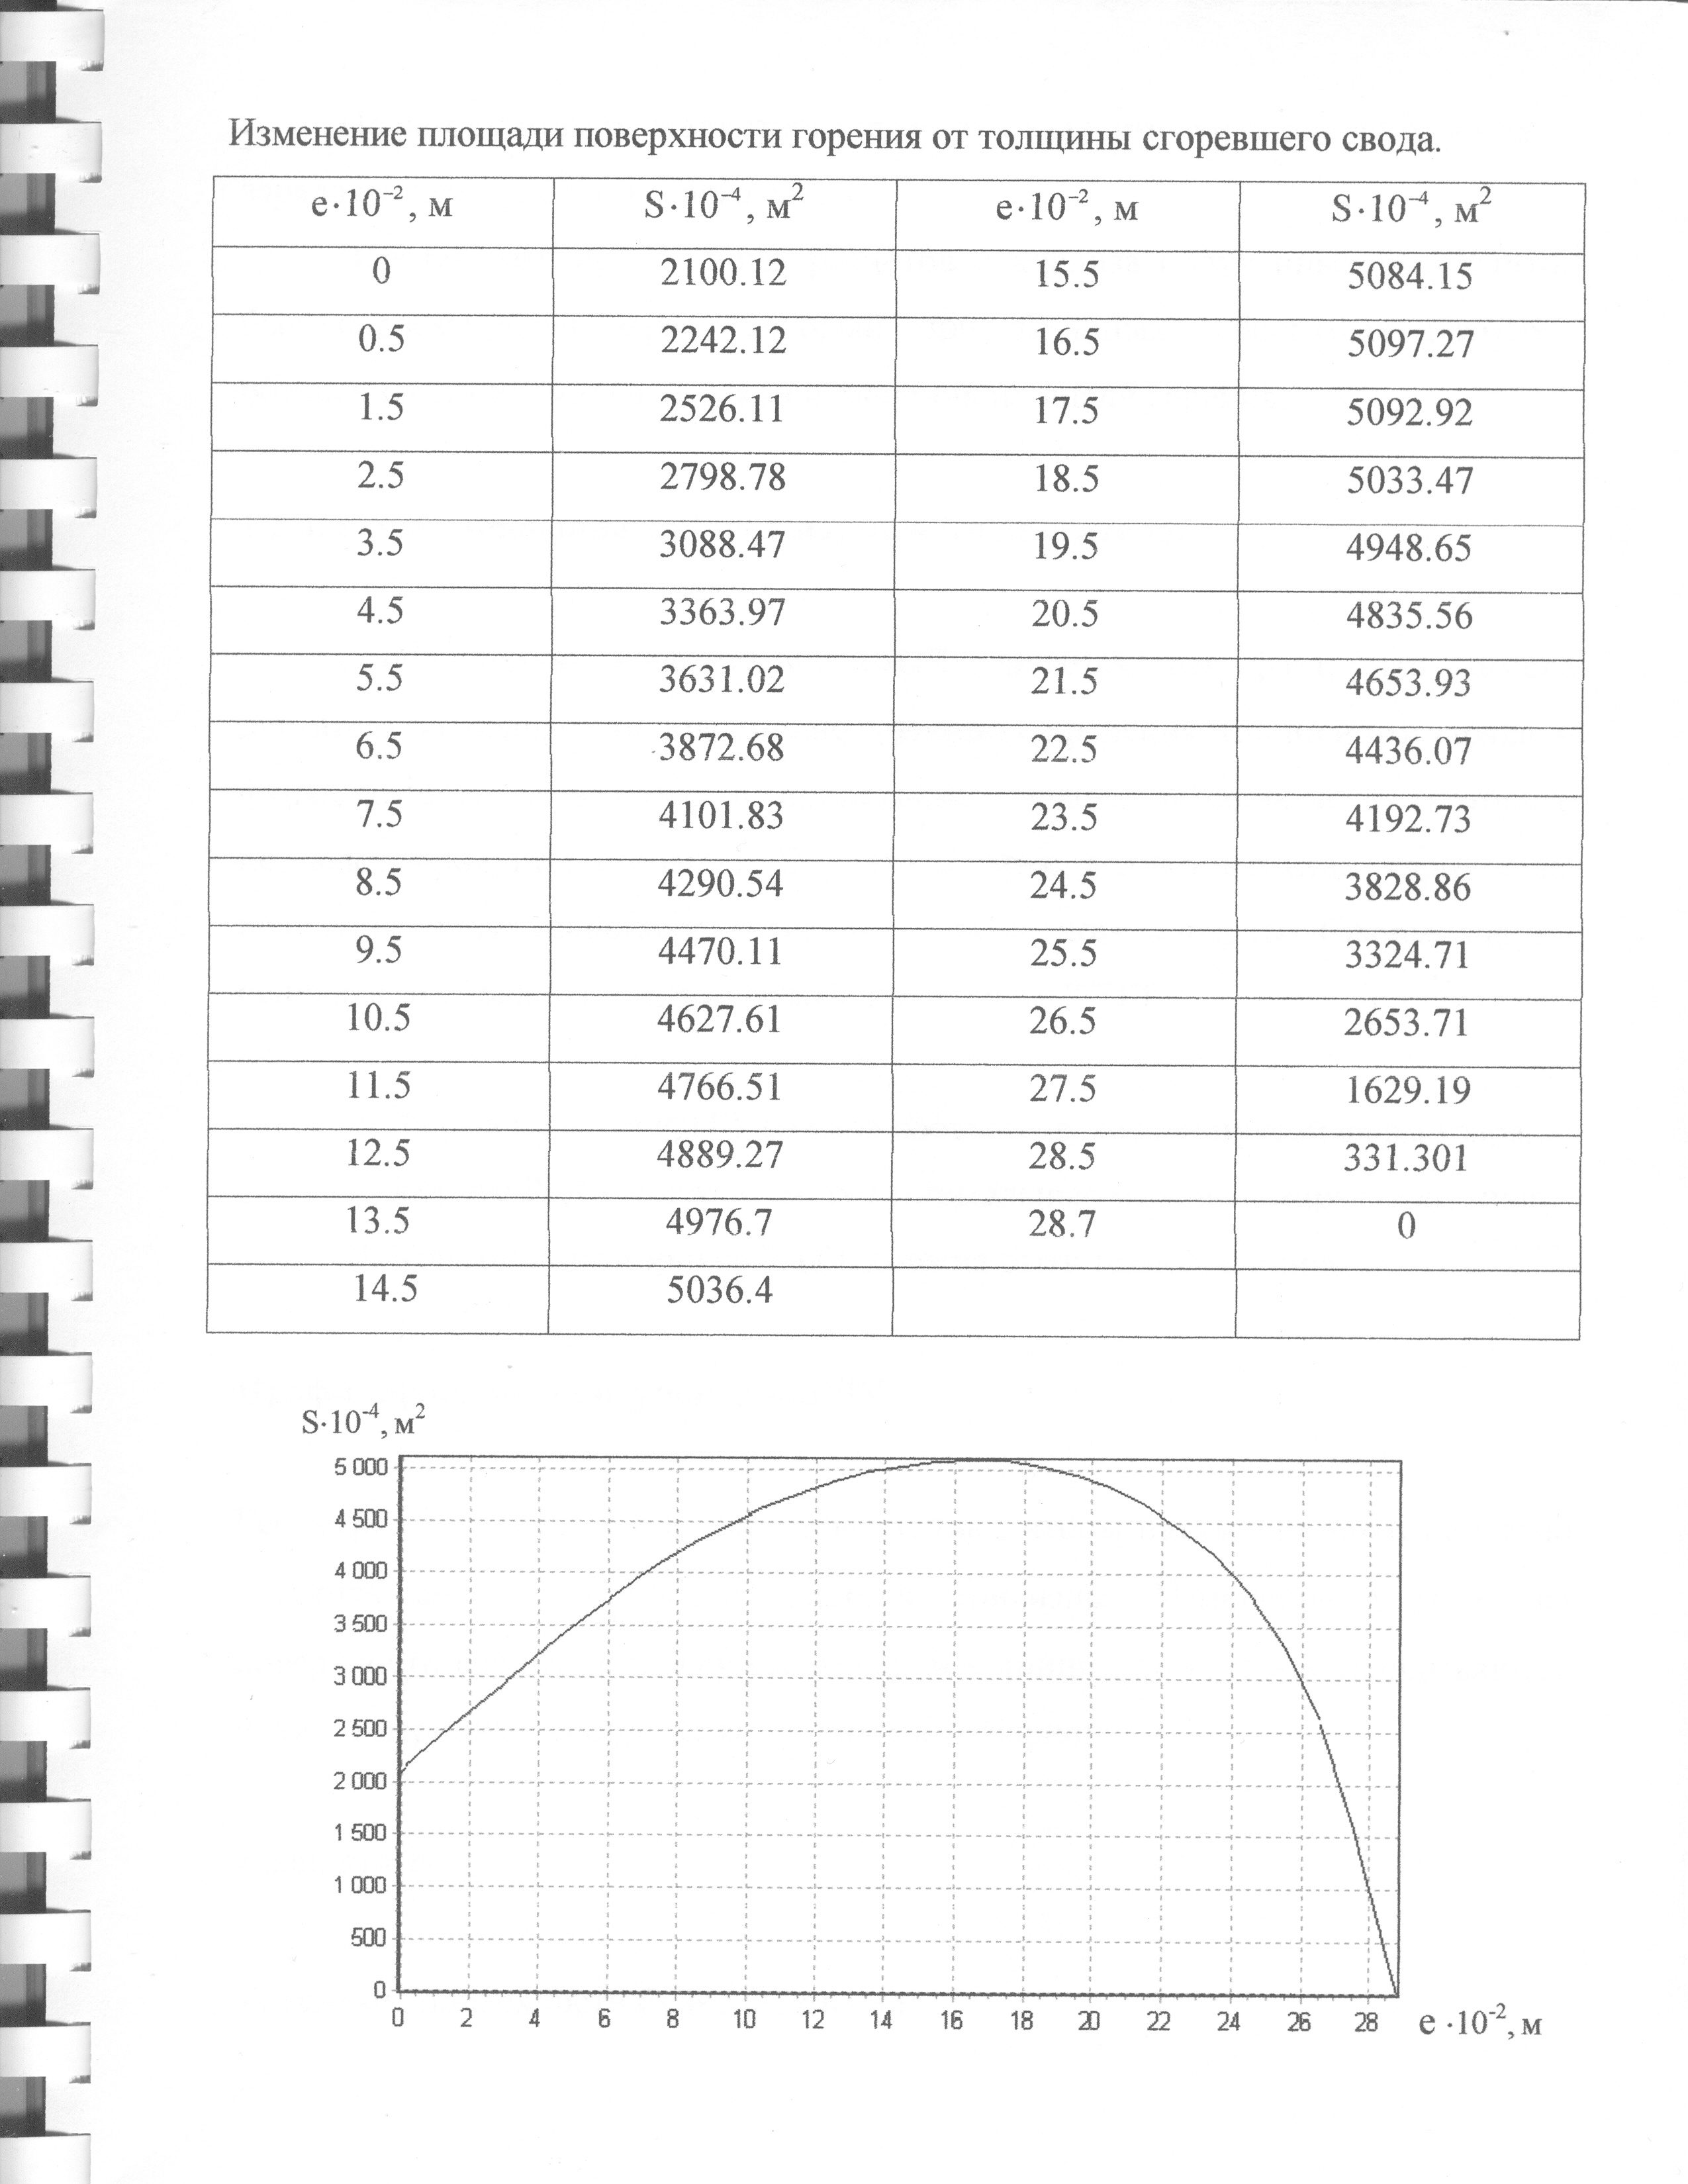 Изменение площади поверхности горения от толщины сгоревшего свода.
e·10⁻², м S·10⁻⁴, м² e·10⁻², м S·10⁻⁴, м²
0 2100.12 15.5 5084.15
0.5 2242.12 16.5 5097.27
1.5 2526.11 17.5 5092.92
2.5 2798.78 18.5 5033.47
3.5 3088.47 19.5 4948.65
4.5 3363.97 20.5 4835.56
5.5 3631.02 21.5 4653.93
6.5 3872.68 22.5 4436.07
7.5 4101.83 23.5 4192.73
8.5 4290.54 24.5 3828.86
9.5 4470.11 25.5 3324.71
10.5 4627.61 26.5 2653.71
11.5 4766.51 27.5 1629.19
12.5 4889.27 28.5 331.301
13.5 4976.7 28.7 0
14.5 5036.4
S·10⁻⁴, м²
5 000
4 500
4 000
3 500
3 000
2 500
2 000
1 500
1 000
500
0
0 2 4 6 8 10 12 14 16 18 20 22 24 26 28 e ·10⁻², м